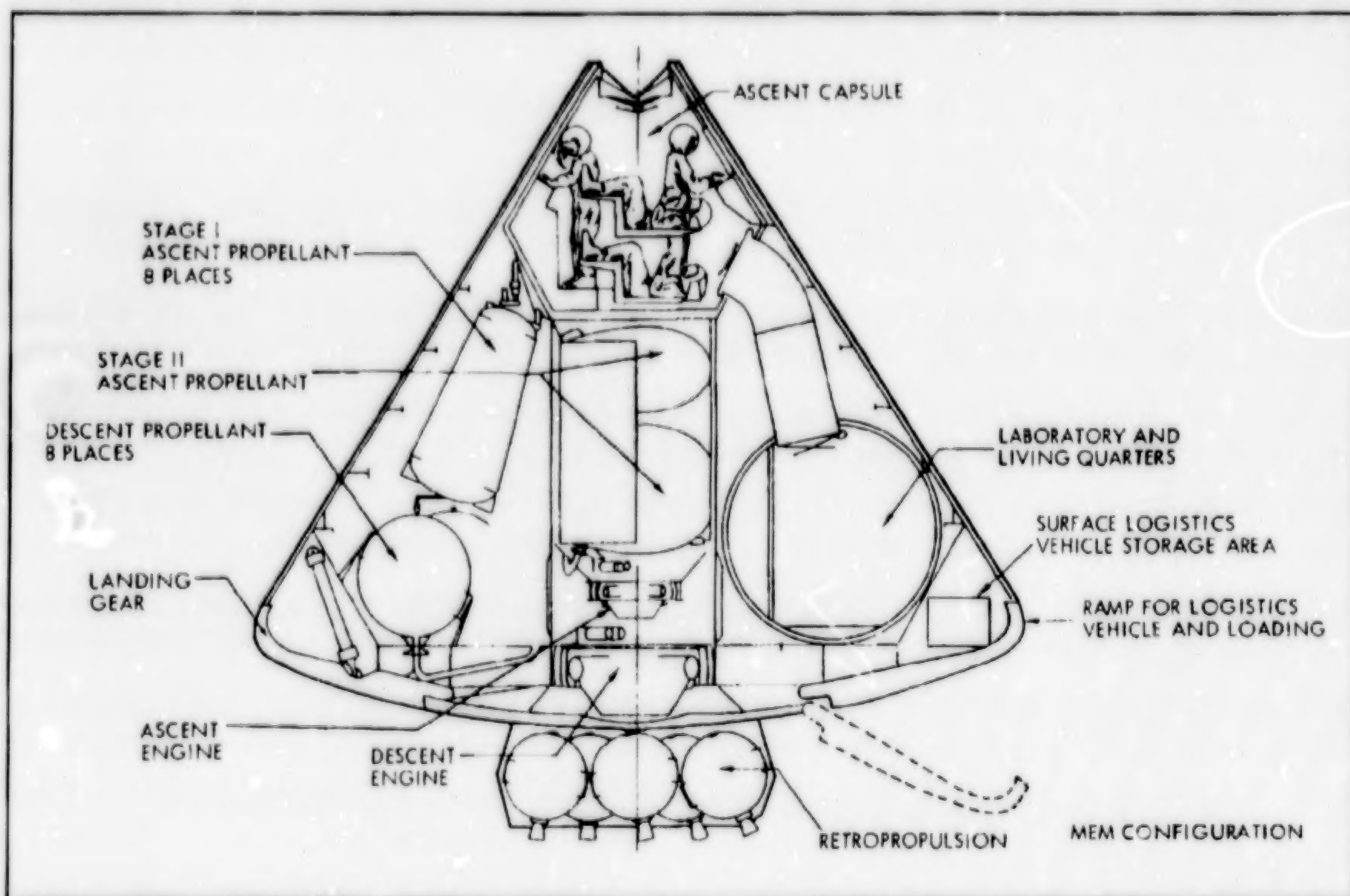 ASCENT CAPSULE
STAGE I
ASCENT PROPELLANT
8 PLACES
STAGE II
ASCENT PROPELLANT
DESCENT PROPELLANT
8 PLACES
LANDING
GEAR
ASCENT
ENGINE
DESCENT
ENGINE
LABORATORY AND
LIVING QUARTERS
SURFACE LOGISTICS
VEHICLE STORAGE AREA
RAMP FOR LOGISTICS
VEHICLE AND LOADING
RETROPROPULSION
MEM CONFIGURATION